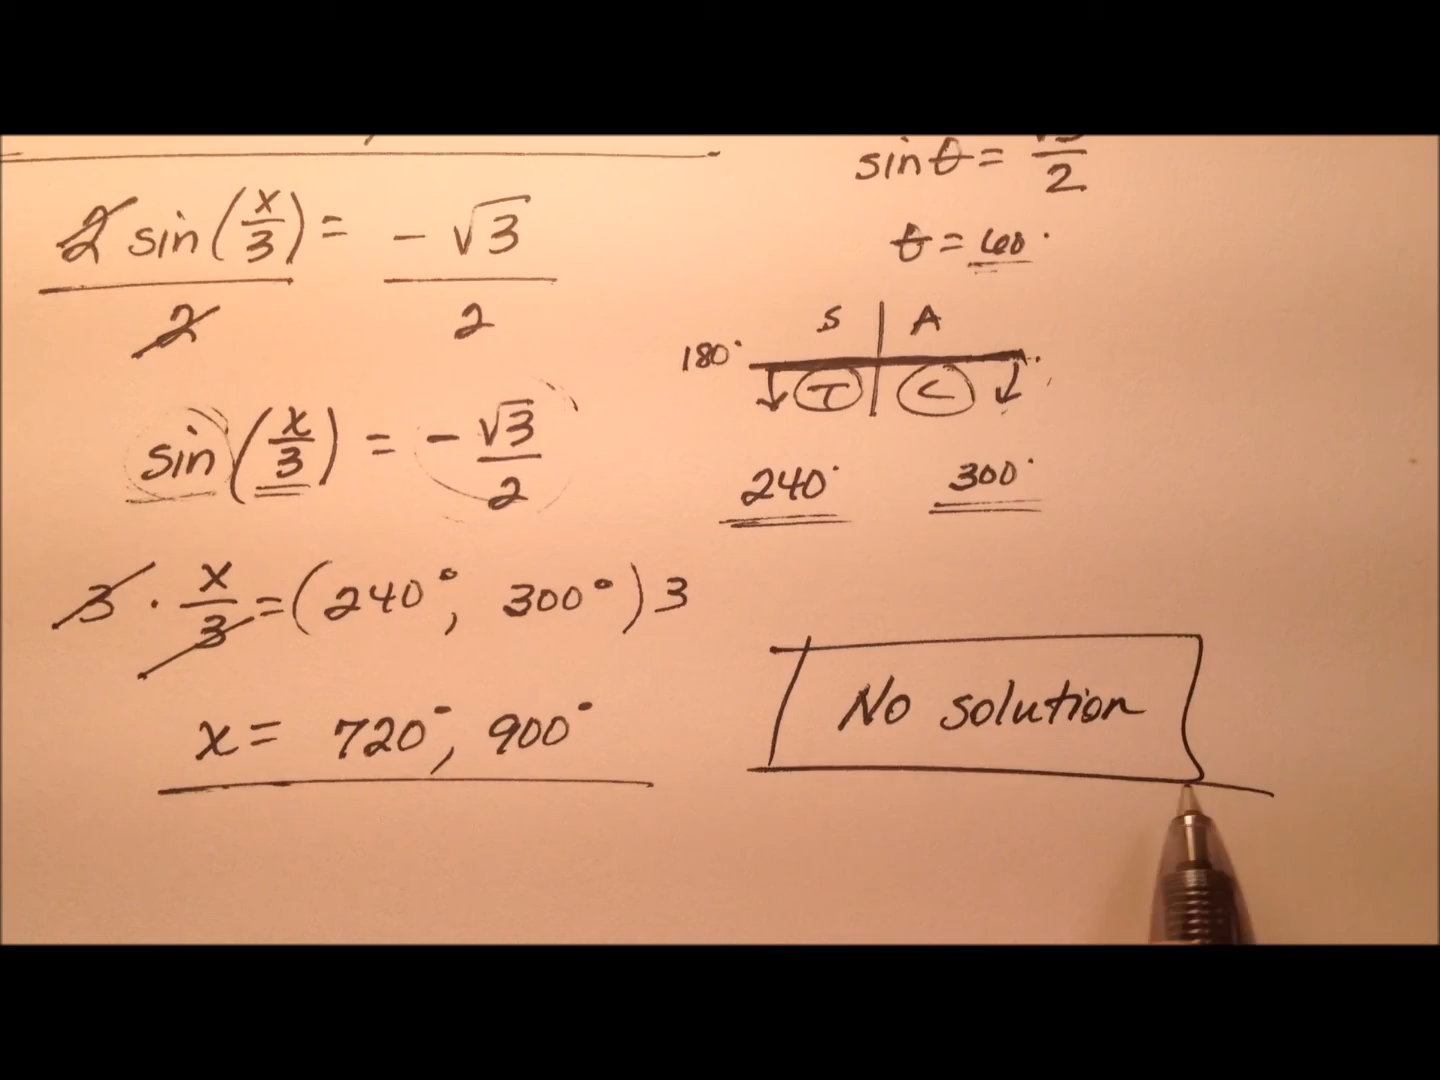 2 sin(x/3) = -√3
2 2
sin(x/3) = -√3/2
3 · x/3 = (240°, 300°) 3
x = 720°, 900°
sin θ = √3/2
θ = 60°
S A
180° T C
240° 300°
No solution